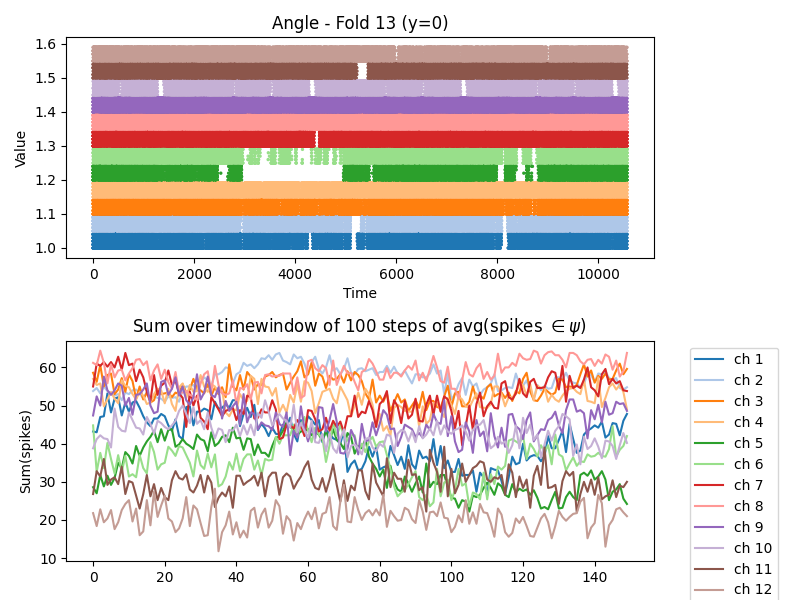 Angle - Fold 13 (y=0)
Value
1.6
1.5
1.4
1.3
1.2
1.1
1.0
0 2000 4000 6000 8000 10000
Time
Sum over timewindow of 100 steps of avg(spikes ∈ ψ)
Sum(spikes)
60
50
40
30
20
10
0 20 40 60 80 100 120 140
ch 1
ch 2
ch 3
ch 4
ch 5
ch 6
ch 7
ch 8
ch 9
ch 10
ch 11
ch 12